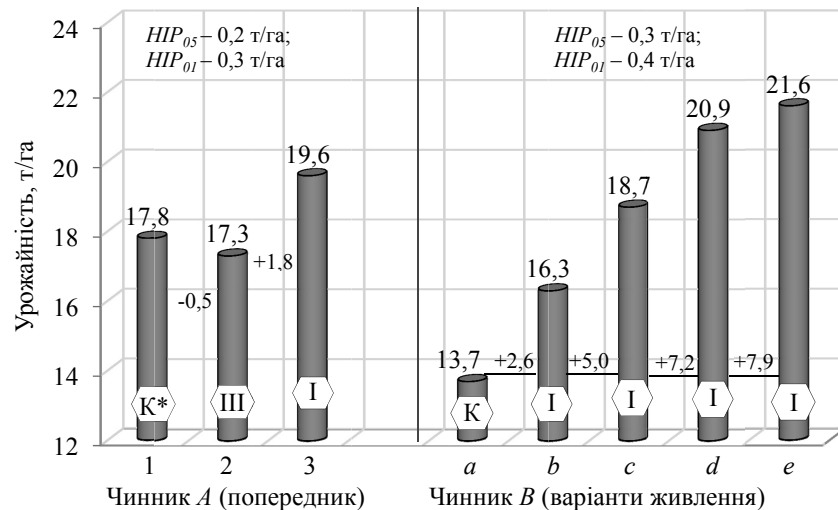 Урожайність, т/га
24
22
20
18
16
14
12
НІР05 – 0,2 т/га;
НІР01 – 0,3 т/га
НІР05 – 0,3 т/га;
НІР01 – 0,4 т/га
17,8
17,3
19,6
-0,5
+1,8
13,7
16,3
18,7
20,9
21,6
+2,6
+5,0
+7,2
+7,9
К*
III
I
К
I
I
I
I
1 2 3
a b c d e
Чинник А (попередник)
Чинник В (варіанти живлення)